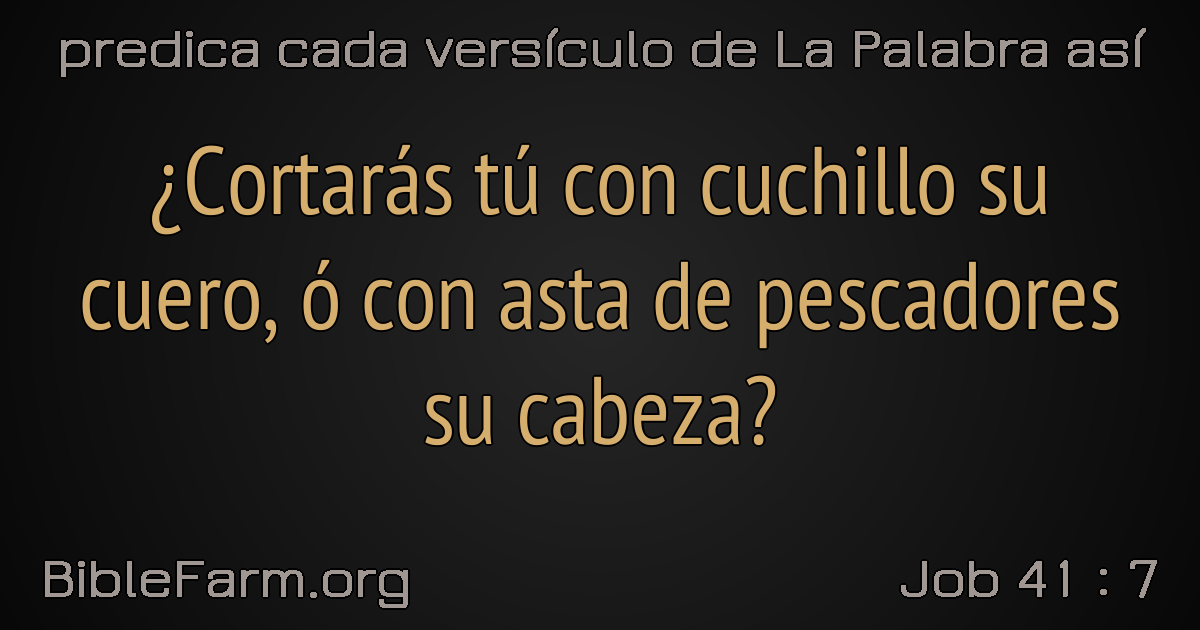 predica cada versículo de La Palabra así
¿Cortarás tú con cuchillo su
cuero, ó con asta de pescadores
su cabeza?
BibleFarm.org
Job 41 : 7